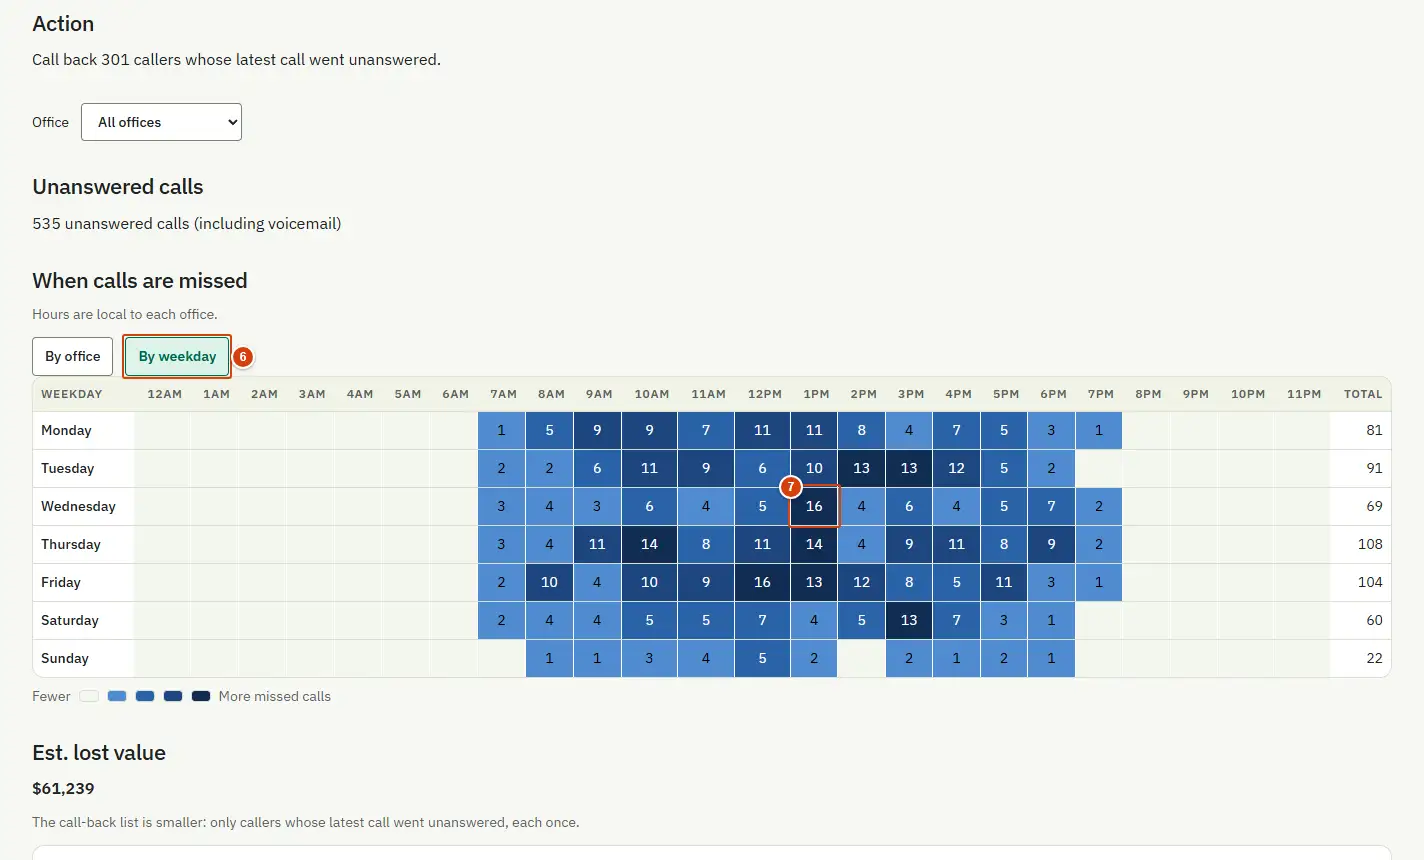 Action
Call back 301 callers whose latest call went unanswered.
Office All offices
Unanswered calls
535 unanswered calls (including voicemail)
When calls are missed
Hours are local to each office.
By office By weekday 6
WEEKDAY 12AM 1AM 2AM 3AM 4AM 5AM 6AM 7AM 8AM 9AM 10AM 11AM 12PM 1PM 2PM 3PM 4PM 5PM 6PM 7PM 8PM 9PM 10PM 11PM TOTAL
Monday 1 5 9 9 7 11 11 8 4 7 5 3 1 81
Tuesday 2 2 6 11 9 6 10 13 13 12 5 2 91
7
Wednesday 3 4 3 6 4 5 16 4 6 4 5 7 2 69
Thursday 3 4 11 14 8 11 14 4 9 11 8 9 2 108
Friday 2 10 4 10 9 16 13 12 8 5 11 3 1 104
Saturday 2 4 4 5 5 7 4 5 13 7 3 1 60
Sunday 1 1 3 4 5 2 2 1 2 1 22
Fewer More missed calls
Est. lost value
$61,239
The call-back list is smaller: only callers whose latest call went unanswered, each once.